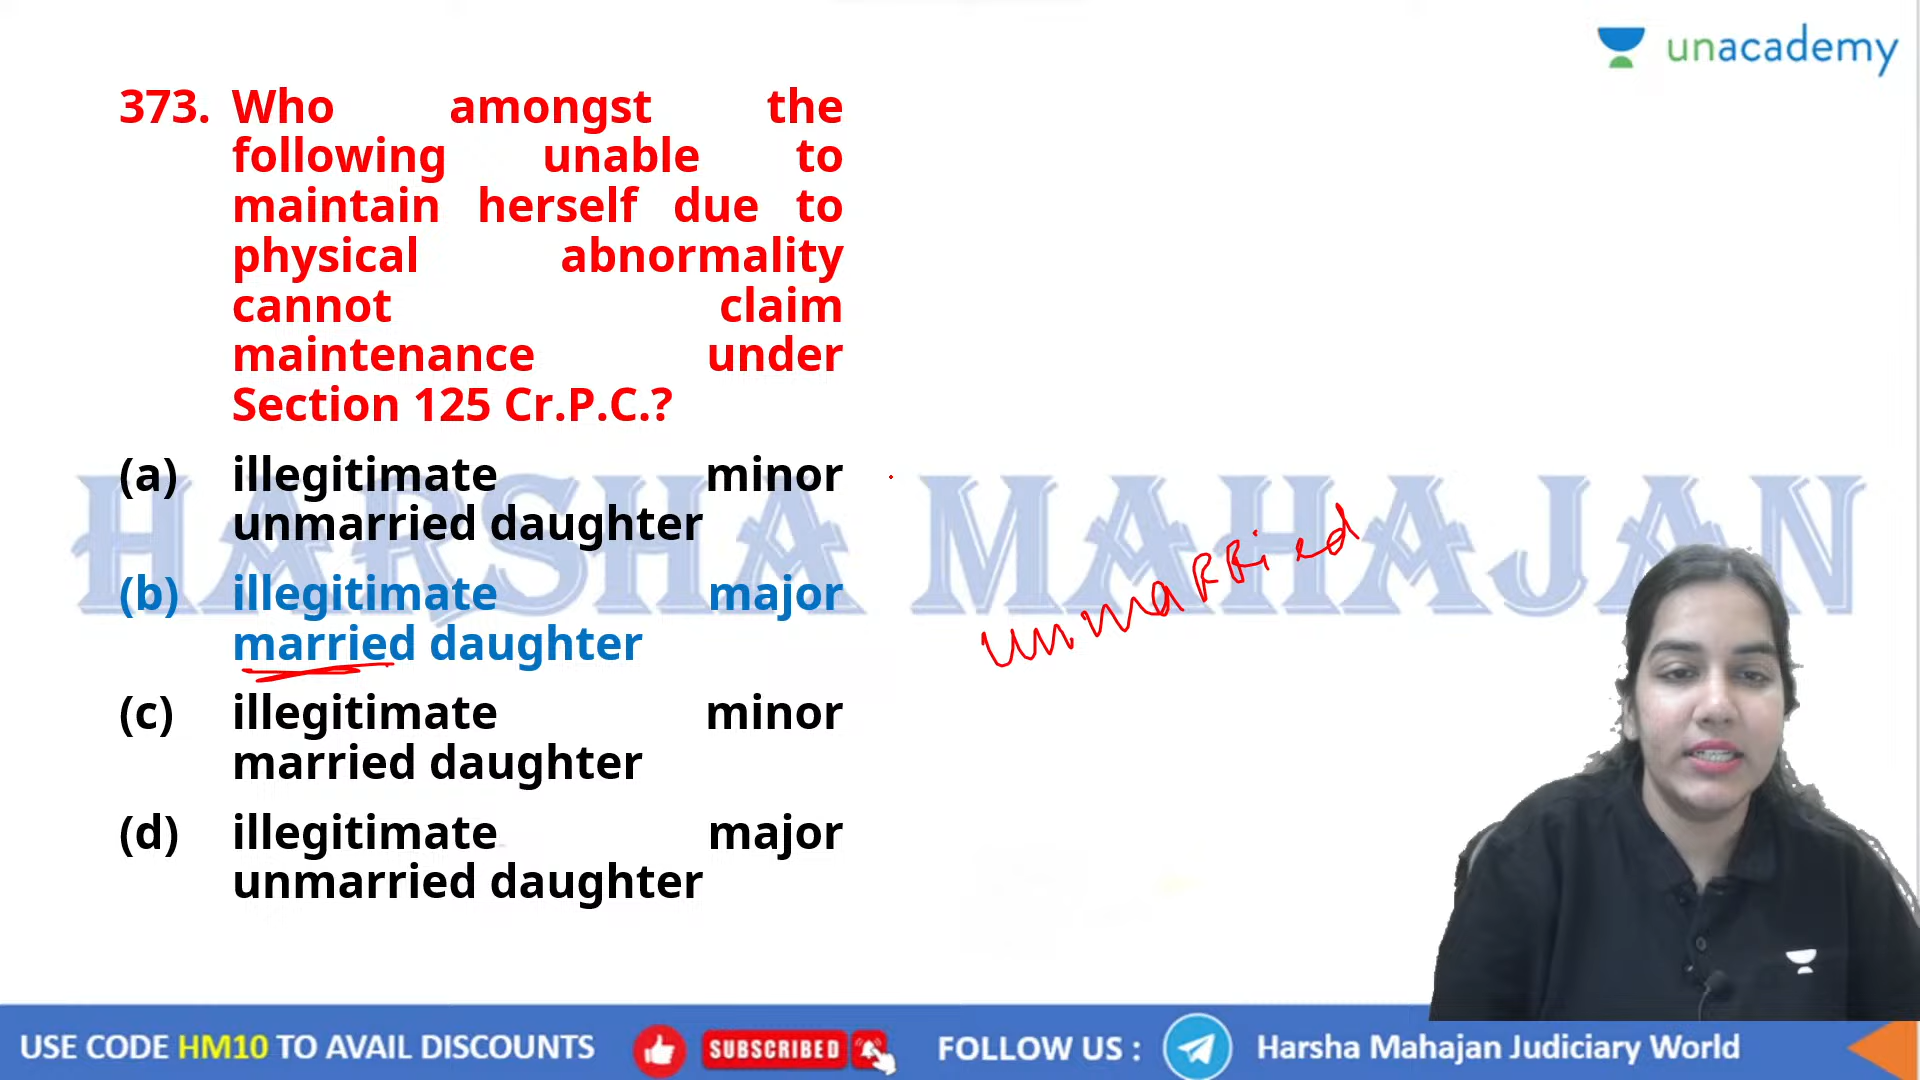 unacademy
373. Who amongst the
following unable to
maintain herself due to
physical abnormality
cannot claim
maintenance under
Section 125 Cr.P.C.?
(a) illegitimate minor
unmarried daughter
(b) illegitimate major
married daughter
(c) illegitimate minor
married daughter
(d) illegitimate major
unmarried daughter
HARSHA MAHAJAN
unmarried
USE CODE HM10 TO AVAIL DISCOUNTS
SUBSCRIBED
FOLLOW US :
Harsha Mahajan Judiciary World